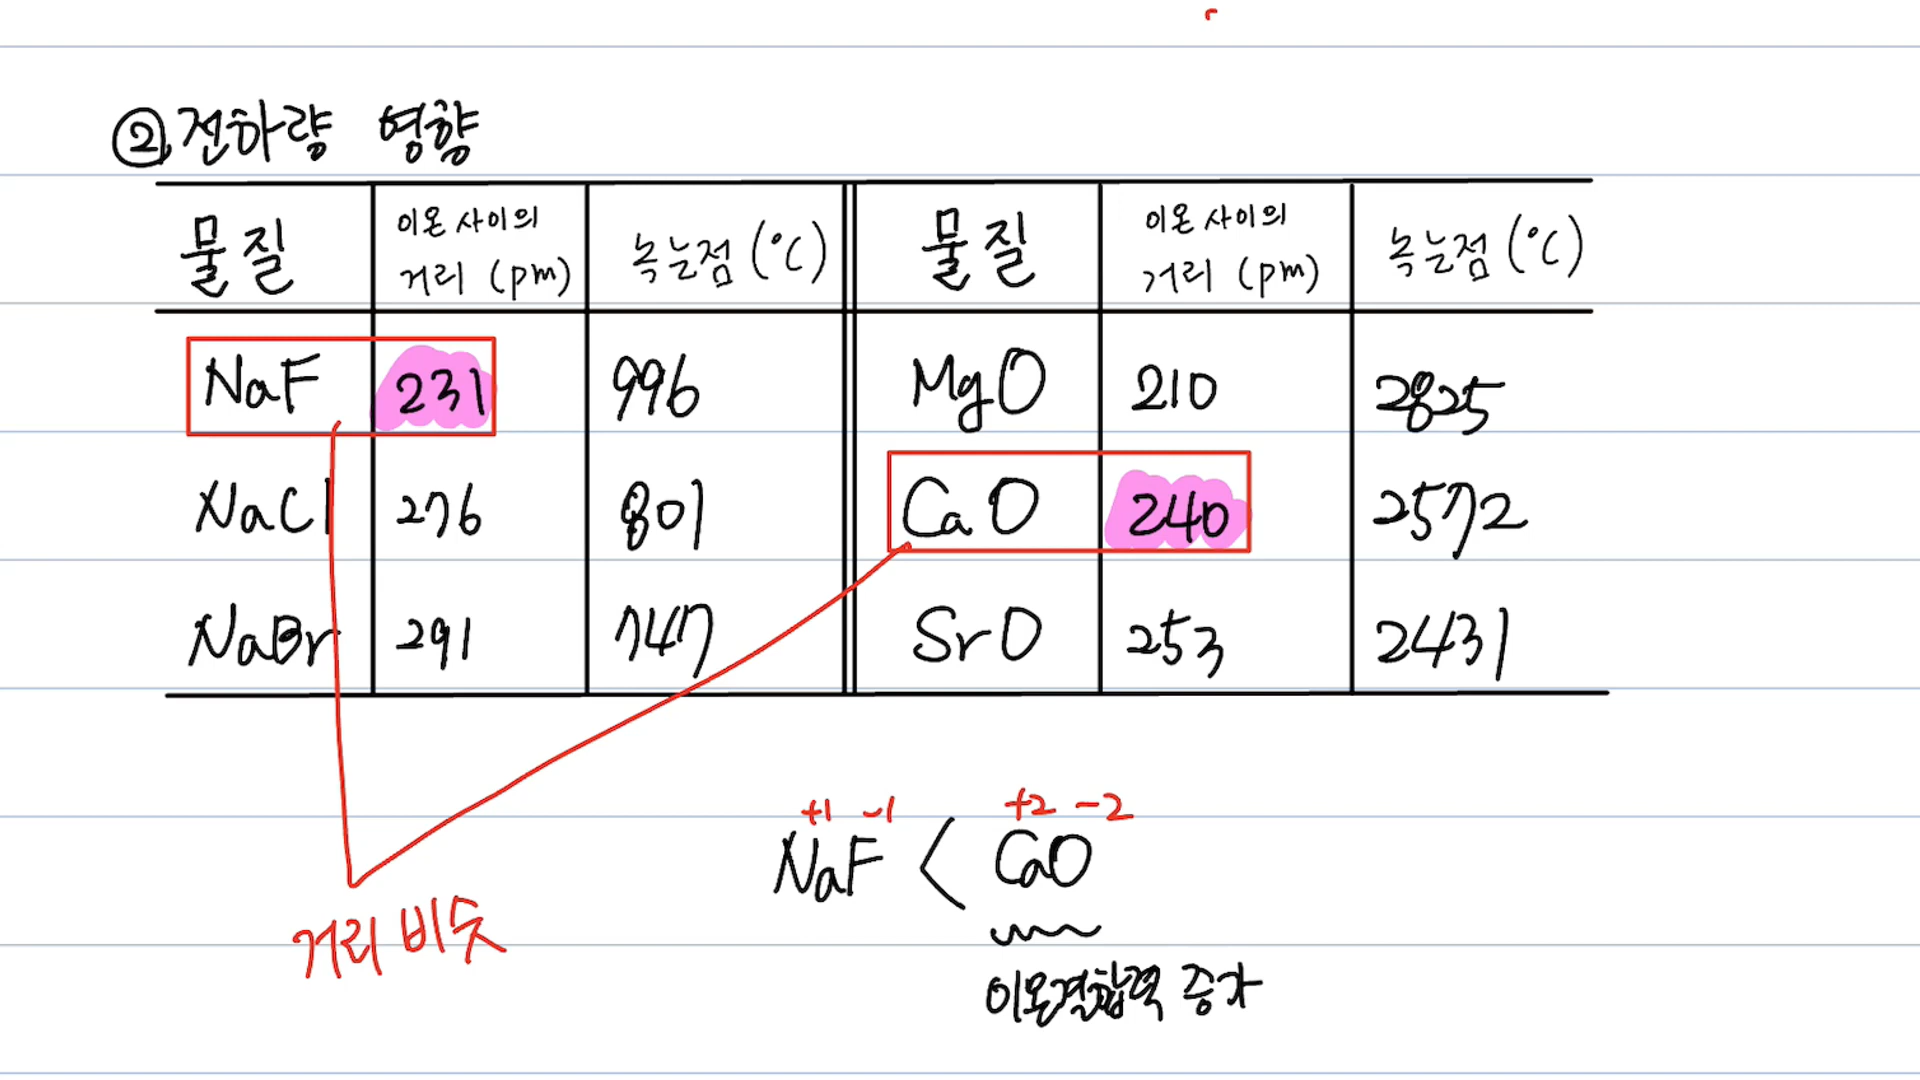 ② 전하량 영향
물질 이온 사이의 거리 (pm) 녹는점 (°C) 물질 이온 사이의 거리 (pm) 녹는점 (°C)
NaF 231 996 MgO 210 2825
NaCl 276 801 CaO 240 2572
NaBr 291 747 SrO 253 2431
+1 -1 +2 -2
NaF < CaO
거리 비슷
이온결합력 증가